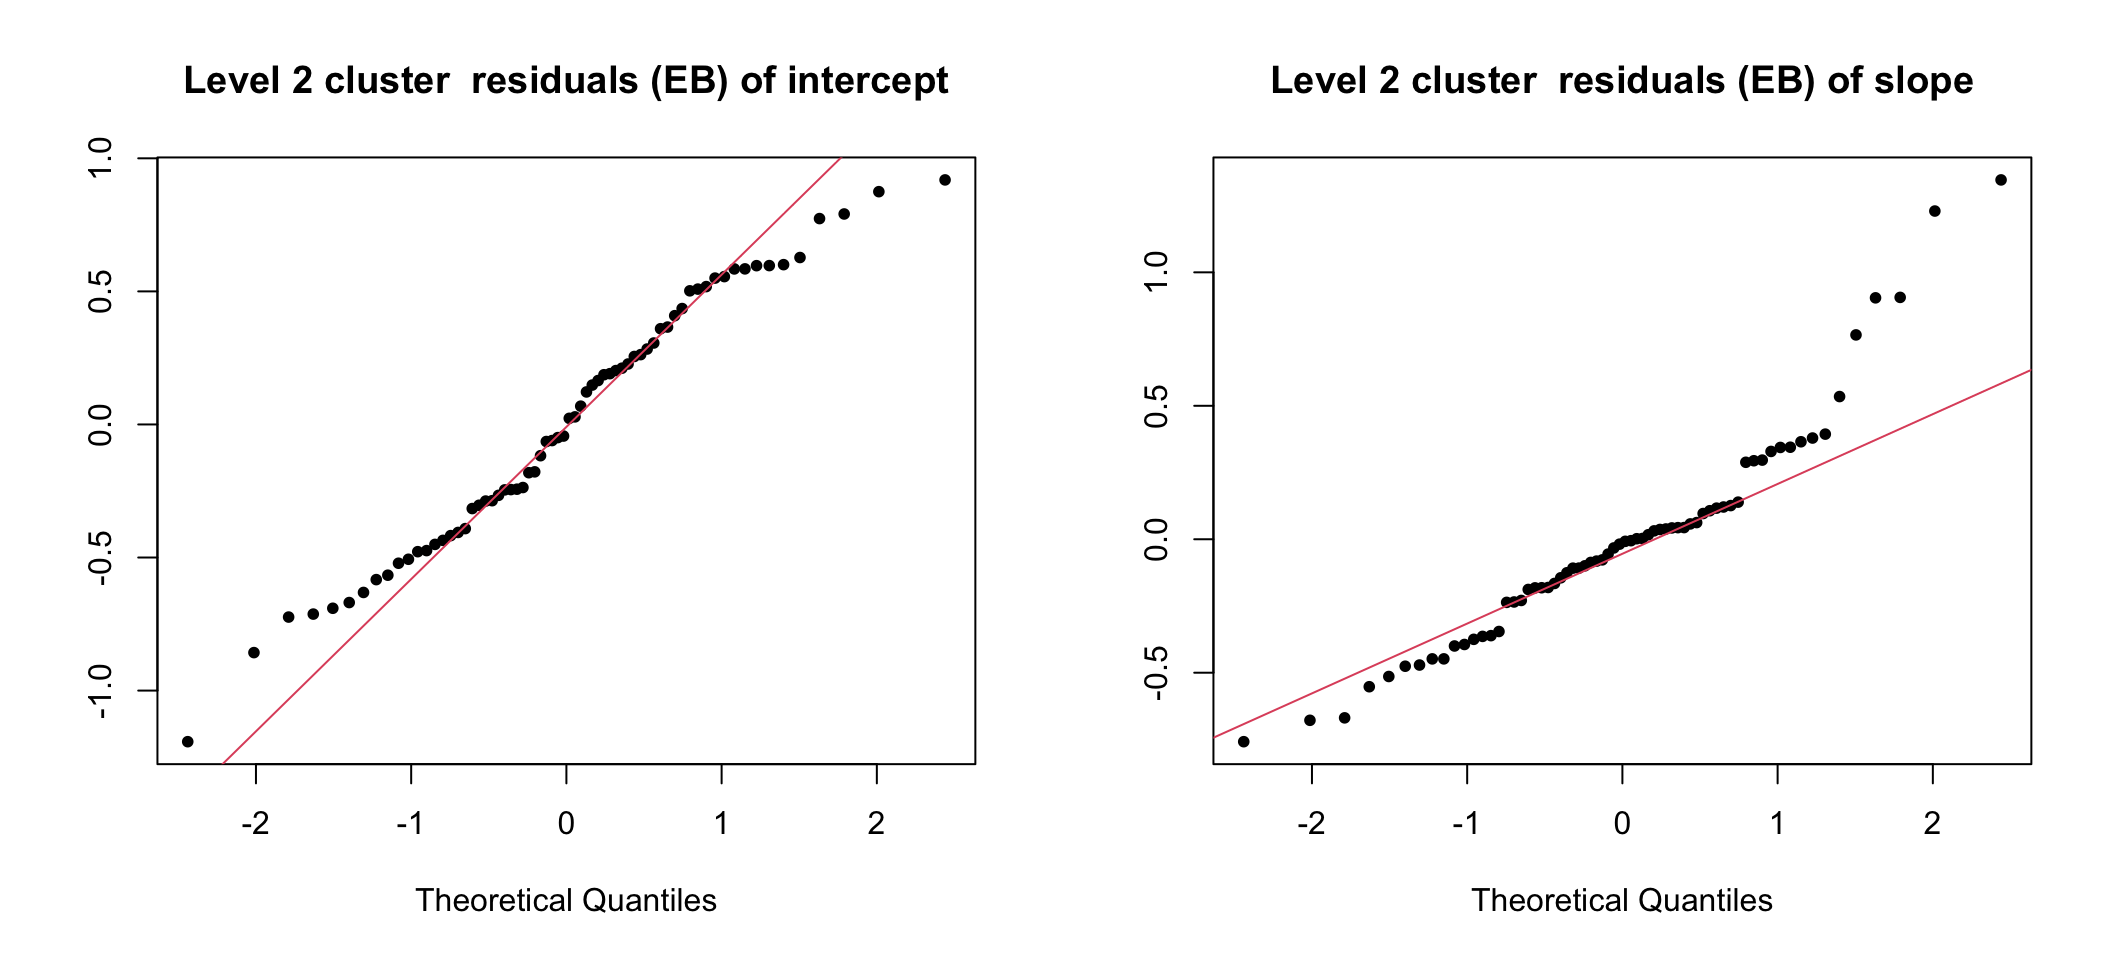 Level 2 cluster  residuals (EB) of intercept
1.0
0.5
0.0
-0.5
-1.0
-2 -1 0 1 2
Theoretical Quantiles
Level 2 cluster  residuals (EB) of slope
1.0
0.5
0.0
-0.5
-2 -1 0 1 2
Theoretical Quantiles